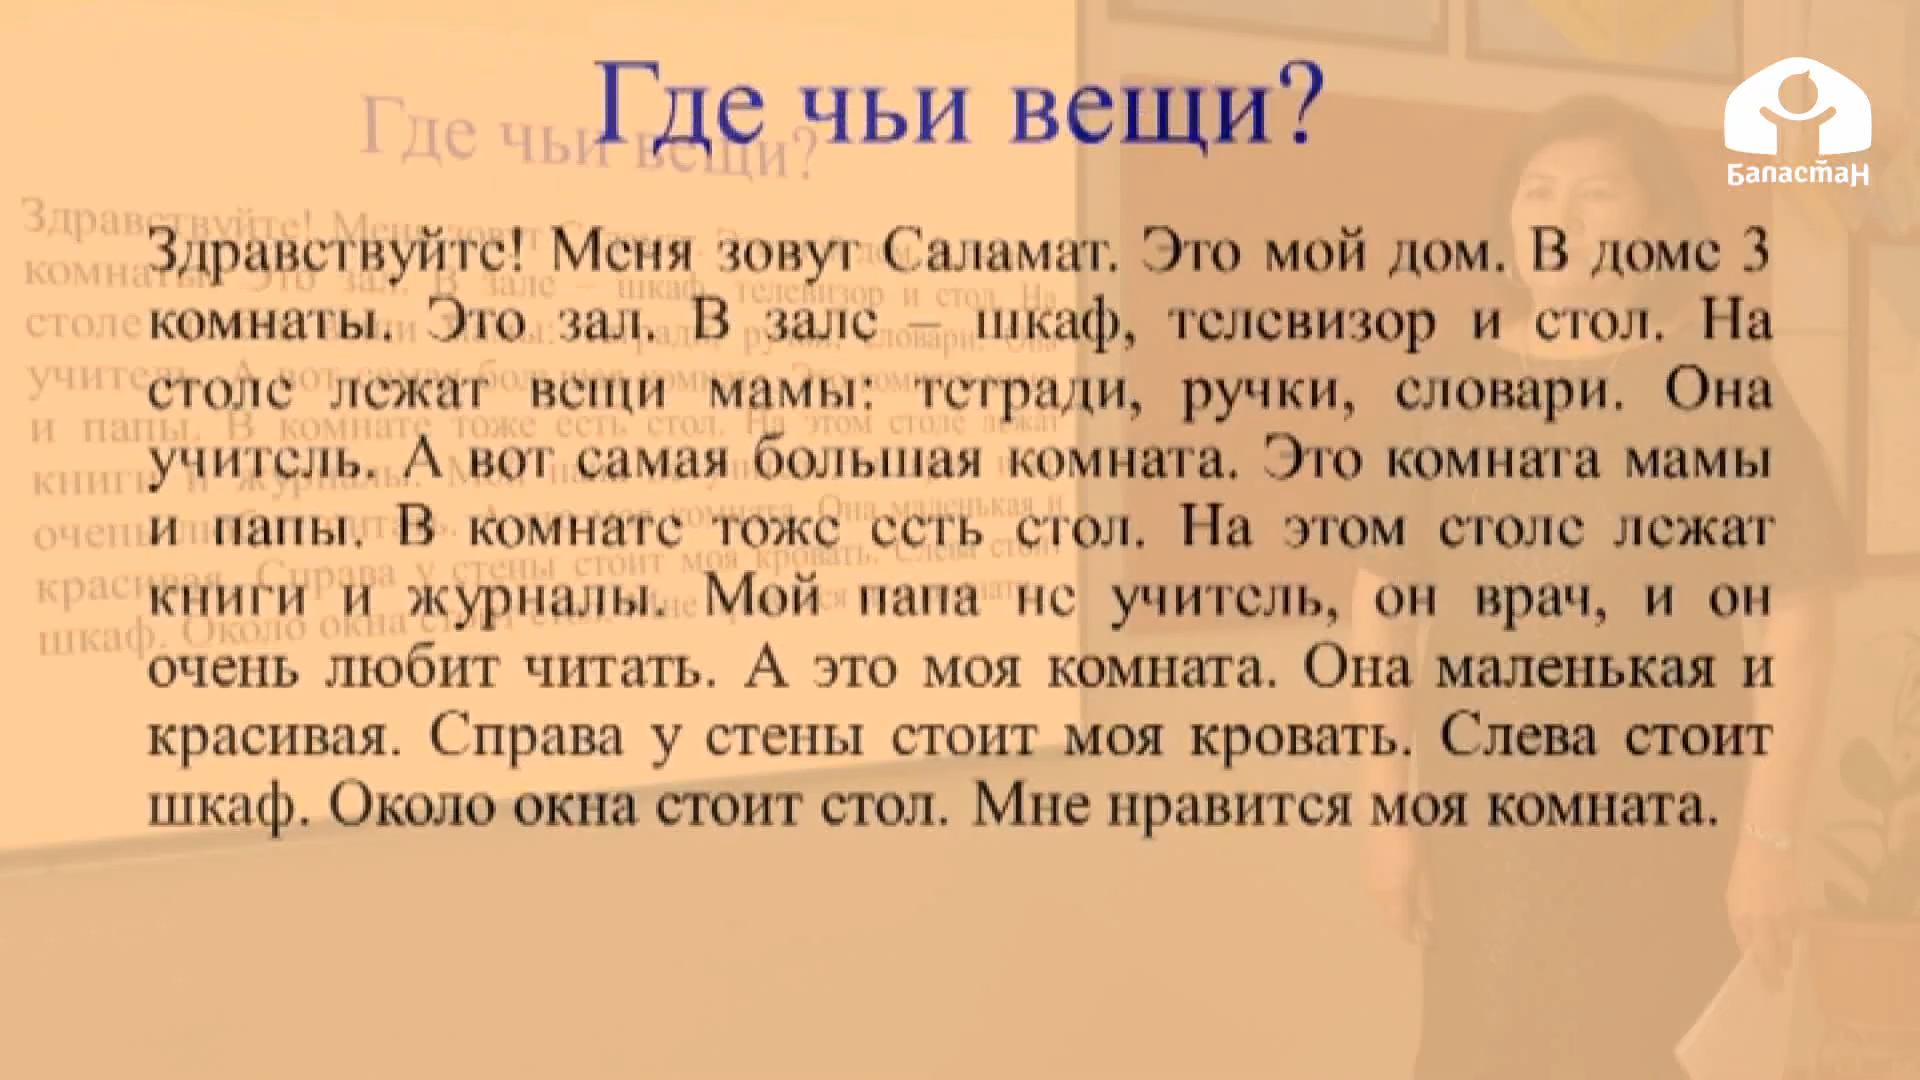 Где чьи вещи?
Здравствуйте! Меня зовут Саламат. Это мой дом. В доме 3
комнаты. Это зал. В зале – шкаф, телевизор и стол. На
столе лежат вещи мамы: тетради, ручки, словари. Она
учитель. А вот самая большая комната. Это комната мамы
и папы. В комнате тоже есть стол. На этом столе лежат
книги и журналы. Мой папа не учитель, он врач, и он
очень любит читать. А это моя комната. Она маленькая и
красивая. Справа у стены стоит моя кровать. Слева стоит
шкаф. Около окна стоит стол. Мне нравится моя комната.
Баластан